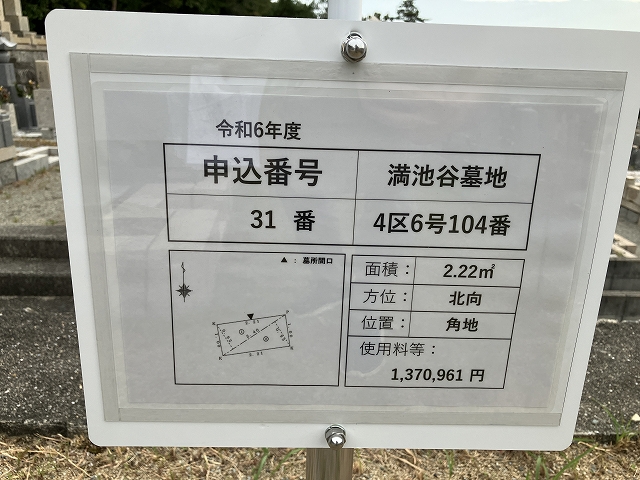 令和6年度
申込番号 満池谷墓地
31 番 4区6号104番
▲ : 墓所間口
面積： 2.22㎡
方位： 北向
位置： 角地
使用料等：
1,370,961 円